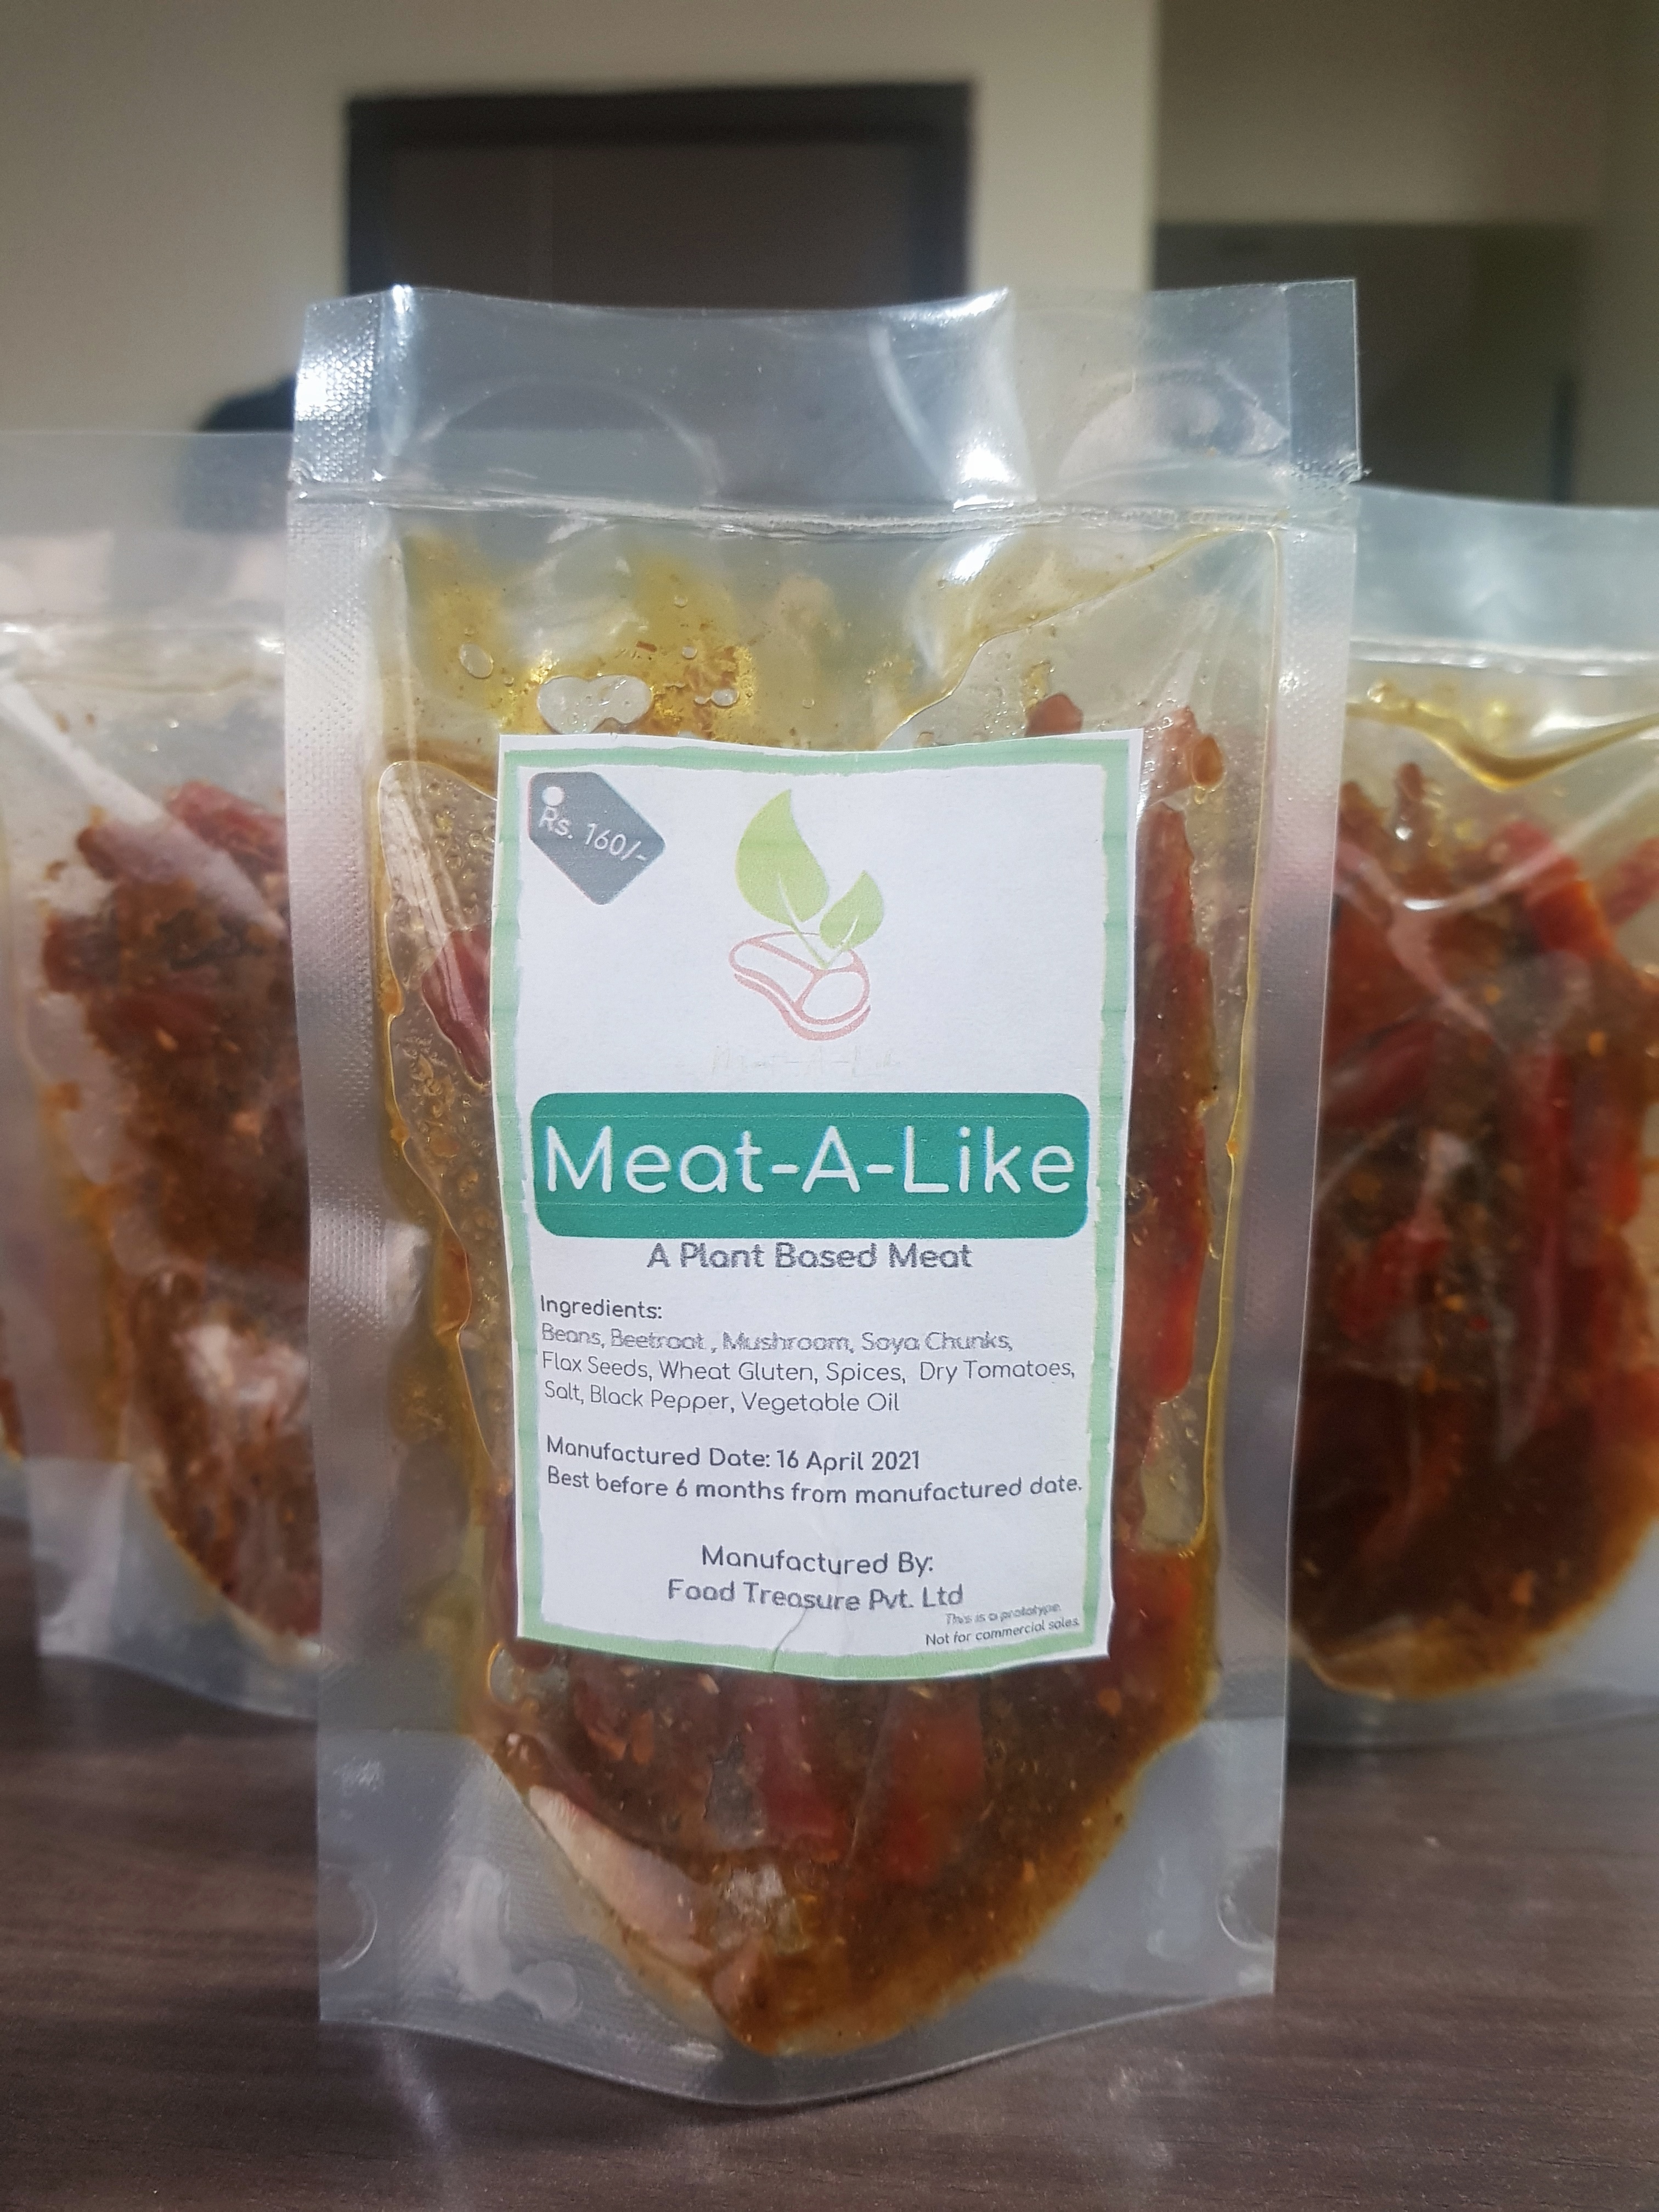 Rs. 160/-
Meat-A-Like
Meat-A-Like
A Plant Based Meat
Ingredients:
Beans, Beetroot , Mushroom, Soya Chunks,
Flax Seeds, Wheat Gluten, Spices, Dry Tomatoes,
Salt, Black Pepper, Vegetable Oil
Manufactured Date: 16 April 2021
Best before 6 months from manufactured date.
Manufactured By:
Food Treasure Pvt. Ltd
This is a prototype.
Not for commercial sales.